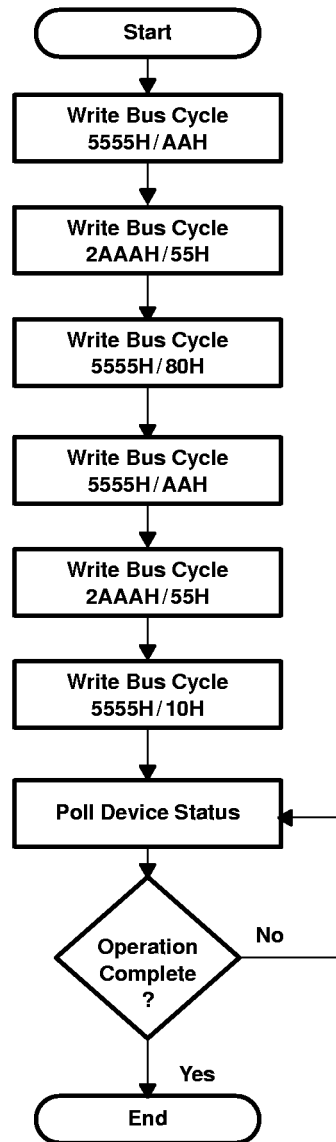 Start
Write Bus Cycle
5555H/AAH
Write Bus Cycle
2AAAH/55H
Write Bus Cycle
5555H/80H
Write Bus Cycle
5555H/AAH
Write Bus Cycle
2AAAH/55H
Write Bus Cycle
5555H/10H
Poll Device Status
Operation
Complete
?
No
Yes
End